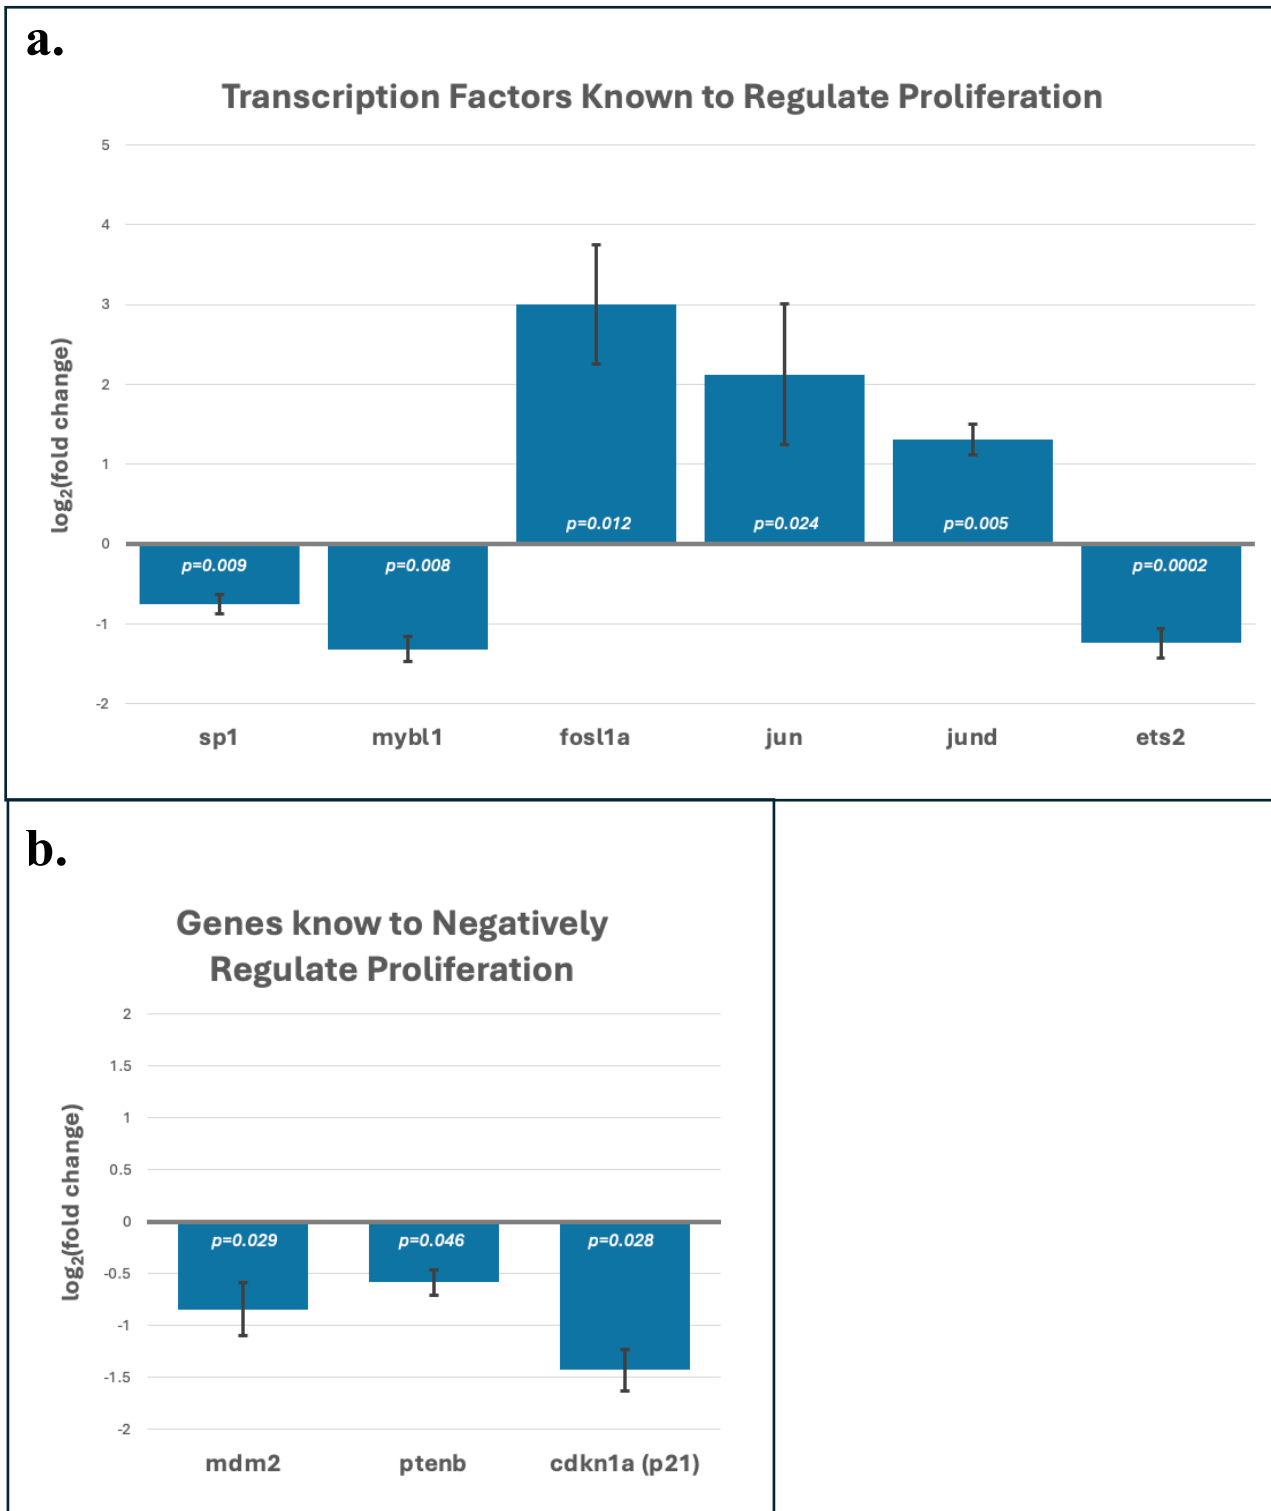 a.
Transcription Factors Known to Regulate Proliferation
5
4
3
2
1
0
-1
-2
log₂(fold change)
p=0.009
p=0.008
p=0.012
p=0.024
p=0.005
p=0.0002
sp1
mybl1
fosl1a
jun
jund
ets2
b.
Genes know to Negatively
Regulate Proliferation
2
1.5
1
0.5
0
-0.5
-1
-1.5
-2
log₂(fold change)
p=0.029
p=0.046
p=0.028
mdm2
ptenb
cdkn1a (p21)